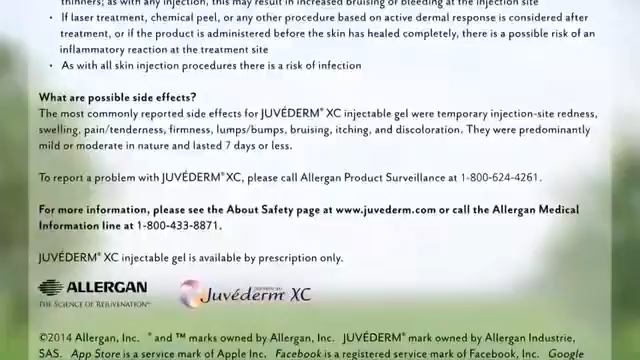 thinners; as with any injection, this may result in increased bruising or bleeding at the injection site
• If laser treatment, chemical peel, or any other procedure based on active dermal response is considered after
treatment, or if the product is administered before the skin has healed completely, there is a possible risk of an
inflammatory reaction at the treatment site
• As with all skin injection procedures there is a risk of infection
What are possible side effects?
The most commonly reported side effects for JUVÉDERM® XC injectable gel were temporary injection-site redness,
swelling, pain/tenderness, firmness, lumps/bumps, bruising, itching, and discoloration. They were predominantly
mild or moderate in nature and lasted 7 days or less.
To report a problem with JUVÉDERM® XC, please call Allergan Product Surveillance at 1-800-624-4261.
For more information, please see the About Safety page at www.juvederm.com or call the Allergan Medical
Information line at 1-800-433-8871.
JUVÉDERM® XC injectable gel is available by prescription only.
ALLERGAN
THE SCIENCE OF REJUVENATION™
Juvéderm XC
©2014 Allergan, Inc. ® and ™ marks owned by Allergan, Inc. JUVÉDERM® mark owned by Allergan Industrie,
SAS. App Store is a service mark of Apple Inc. Facebook is a registered service mark of Facebook, Inc. Google